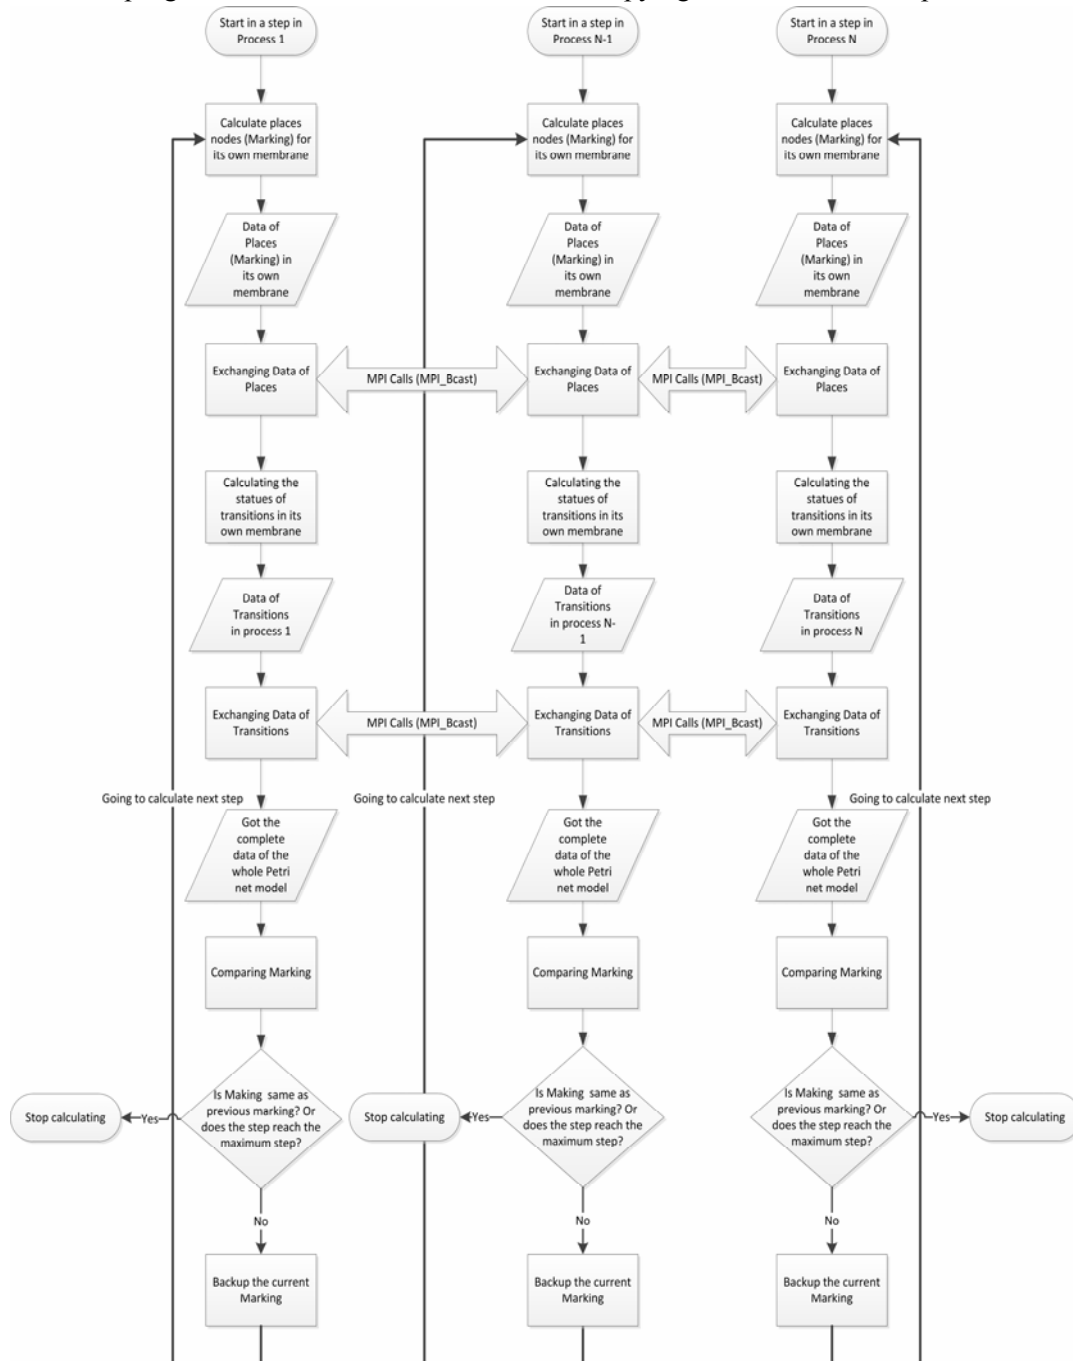 Start in a step in
Process 1
Start in a step in
Process N-1
Start in a step in
Process N
Calculate places
nodes (Marking) for
its own membrane
Calculate places
nodes (Marking) for
its own membrane
Calculate places
nodes (Marking) for
its own membrane
Data of
Places
(Marking) in
its own
membrane
Data of
Places
(Marking) in
its own
membrane
Data of
Places
(Marking) in
its own
membrane
Exchanging Data of
Places
MPI Calls (MPI_Bcast)
Exchanging Data of
Places
MPI Calls (MPI_Bcast)
Exchanging Data of
Places
Calculating the
statues of
transitions in its
own membrane
Calculating the
statues of
transitions in its
own membrane
Calculating the
statues of
transitions in its
own membrane
Data of
Transitions
in process 1
Data of
Transitions
in process N-
1
Data of
Transitions
in process N
Exchanging Data of
Transitions
MPI Calls (MPI_Bcast)
Exchanging Data of
Transitions
MPI Calls (MPI_Bcast)
Exchanging Data of
Transitions
Going to calculate next step
Going to calculate next step
Going to calculate next step
Got the
complete
data of the
whole Petri
net model
Got the
complete
data of the
whole Petri
net model
Got the
complete
data of the
whole Petri
net model
Comparing Marking
Comparing Marking
Comparing Marking
Is Making same as
previous marking? Or
does the step reach the
maximum step?
Is Making same as
previous marking? Or
does the step reach the
maximum step?
Is Making same as
previous marking? Or
does the step reach the
maximum step?
Stop calculating
Yes
Stop calculating
Yes
Yes
Stop calculating
No
No
No
Backup the current
Marking
Backup the current
Marking
Backup the current
Marking